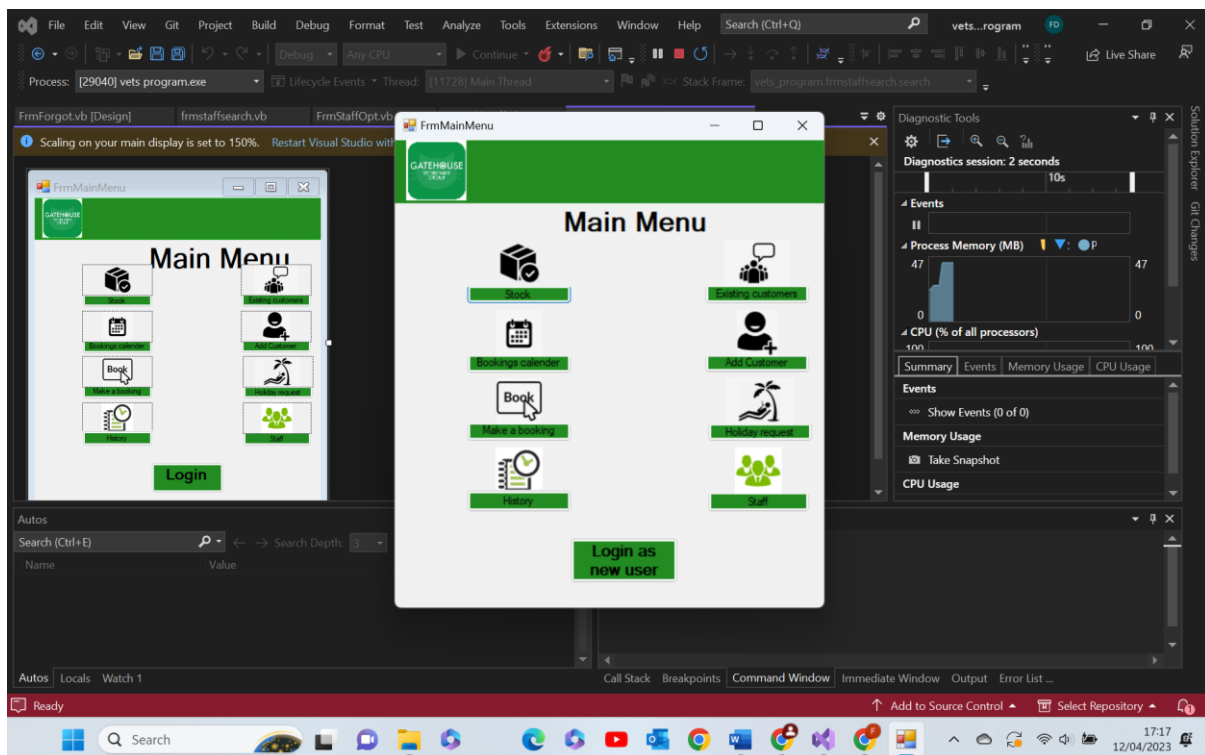 File Edit View Git Project Build Debug Format Test Analyze Tools Extensions Window Help Search (Ctrl+Q) vets...rogram FD
Debug Any CPU Continue Live Share
Process: [29040] vets program.exe Lifecycle Events Thread: [11728] Main Thread Stack Frame: vets_program.frmstaffsearch.search
FrmForgot.vb [Design] frmstaffsearch.vb FrmStaffOpt.vb
Scaling on your main display is set to 150%. Restart Visual Studio with
FrmMainMenu
GATEHOUSE
Main Menu
Stock
Existing customers
Bookings calender
Add Customer
Book
Make a booking
Holiday request
History
Staff
Login
FrmMainMenu
GATEHOUSE
VETERINARY
GROUP
Main Menu
Stock
Existing customers
Bookings calender
Add Customer
Book
Make a booking
Holiday request
History
Staff
Login as
new user
Diagnostic Tools
Diagnostics session: 2 seconds
10s
Events
Process Memory (MB) P
47 47
0 0
CPU (% of all processors)
100 100
Summary Events Memory Usage CPU Usage
Events
Show Events (0 of 0)
Memory Usage
Take Snapshot
CPU Usage
Solution Explorer
Git Changes
Autos
Search (Ctrl+E) Search Depth: 3
Name Value
Autos Locals Watch 1
Call Stack Breakpoints Command Window Immediate Window Output Error List ...
Ready Add to Source Control Select Repository
Search
17:17
12/04/2023